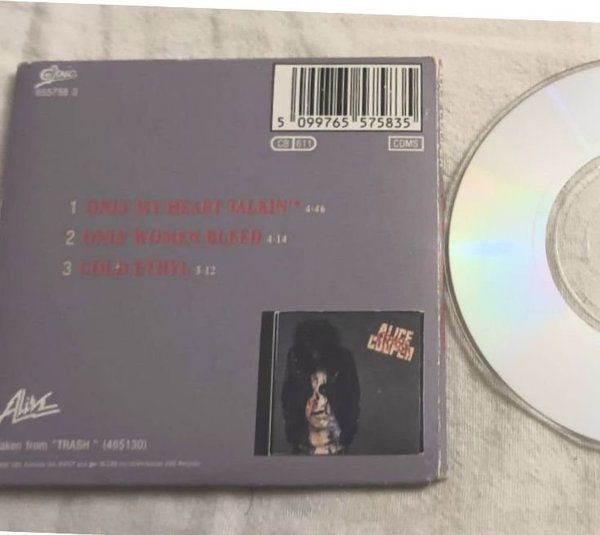 Epic
655758 3
5 099765 575835
CB 611
CDMS
1 ONLY MY HEART TALKIN'* 4·46
2 ONLY WOMEN BLEED 4·14
3 COLD ETHYL 3·12
ALICE
COOPER
Alive
aken from "TRASH" (465130)